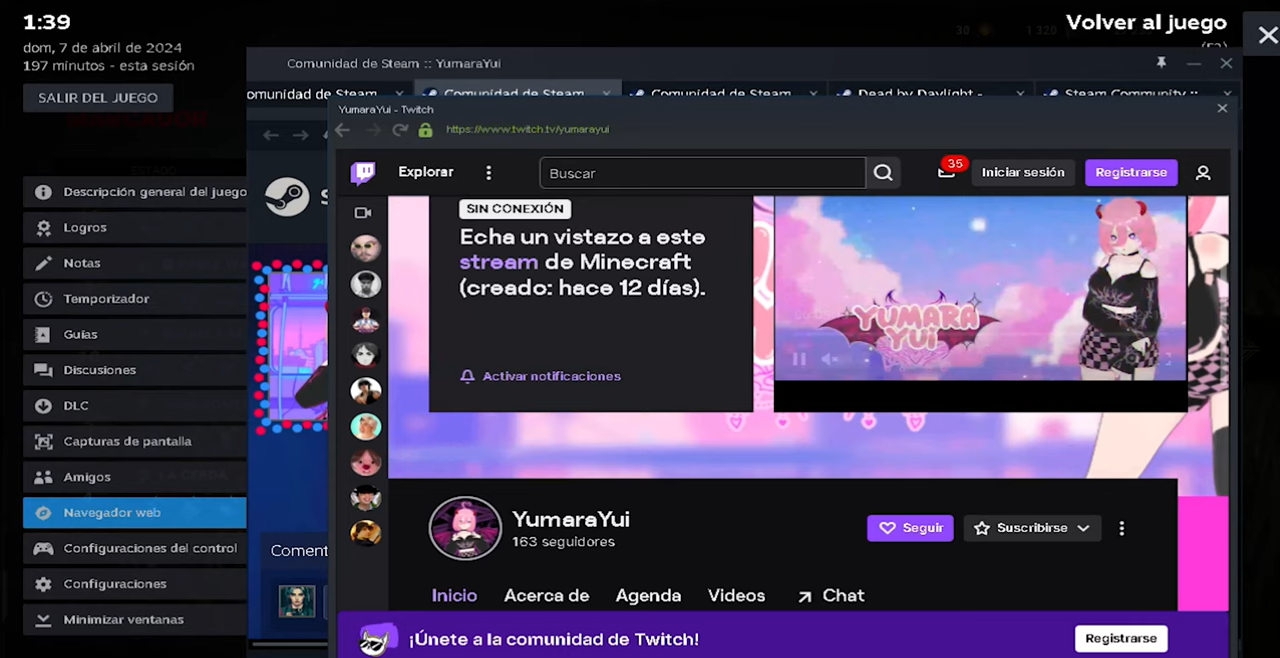 1:39
dom, 7 de abril de 2024
197 minutos - esta sesión
SALIR DEL JUEGO
Volver al juego
Descripción general del juego
Logros
Notas
Temporizador
Guías
Discusiones
DLC
Capturas de pantalla
Amigos
Navegador web
Configuraciones del control
Configuraciones
Minimizar ventanas
Comunidad de Steam :: YumaraYui
omunidad de Steam
Comunidad de Steam
Comunidad de Steam
Dead by Daylight -
Steam Community ::
S
Coment
YumaraYui - Twitch
https://www.twitch.tv/yumarayui
Explorar
Buscar
35
Iniciar sesión
Registrarse
SIN CONEXIÓN
Echa un vistazo a este
stream de Minecraft
(creado: hace 12 días).
Activar notificaciones
YUMARA
YUI
YumaraYui
163 seguidores
Seguir
Suscribirse
Inicio
Acerca de
Agenda
Videos
Chat
¡Únete a la comunidad de Twitch!
Registrarse